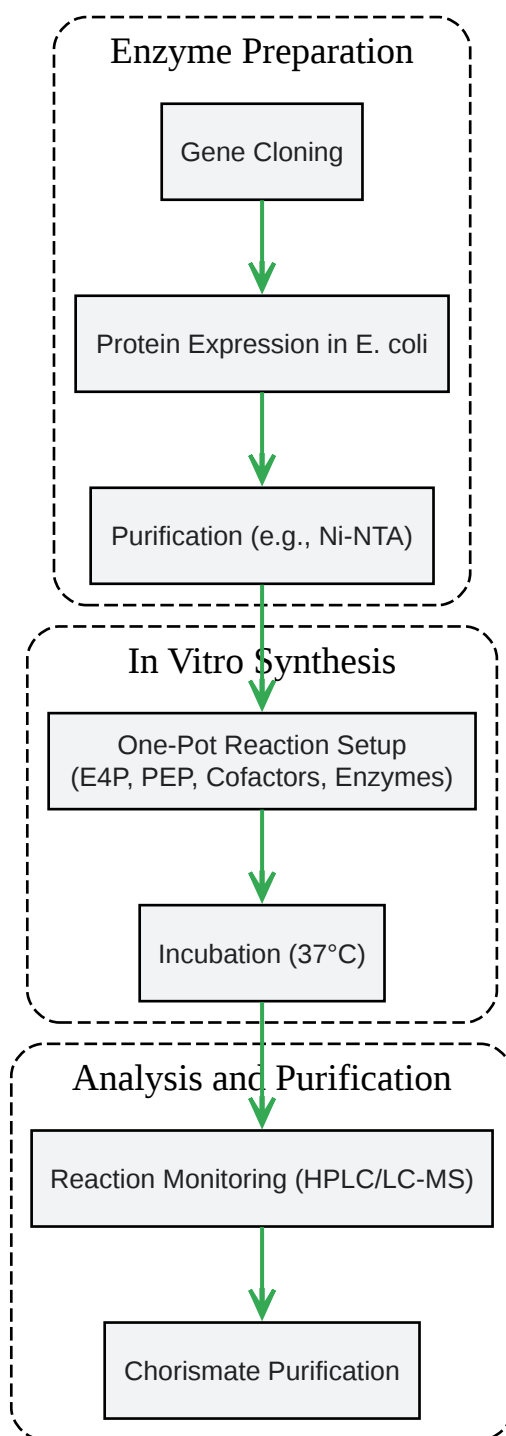 Enzyme Preparation
Gene Cloning
Protein Expression in E. coli
Purification (e.g., Ni-NTA)
In Vitro Synthesis
One-Pot Reaction Setup
(E4P, PEP, Cofactors, Enzymes)
Incubation (37°C)
Analysis and Purification
Reaction Monitoring (HPLC/LC-MS)
Chorismate Purification